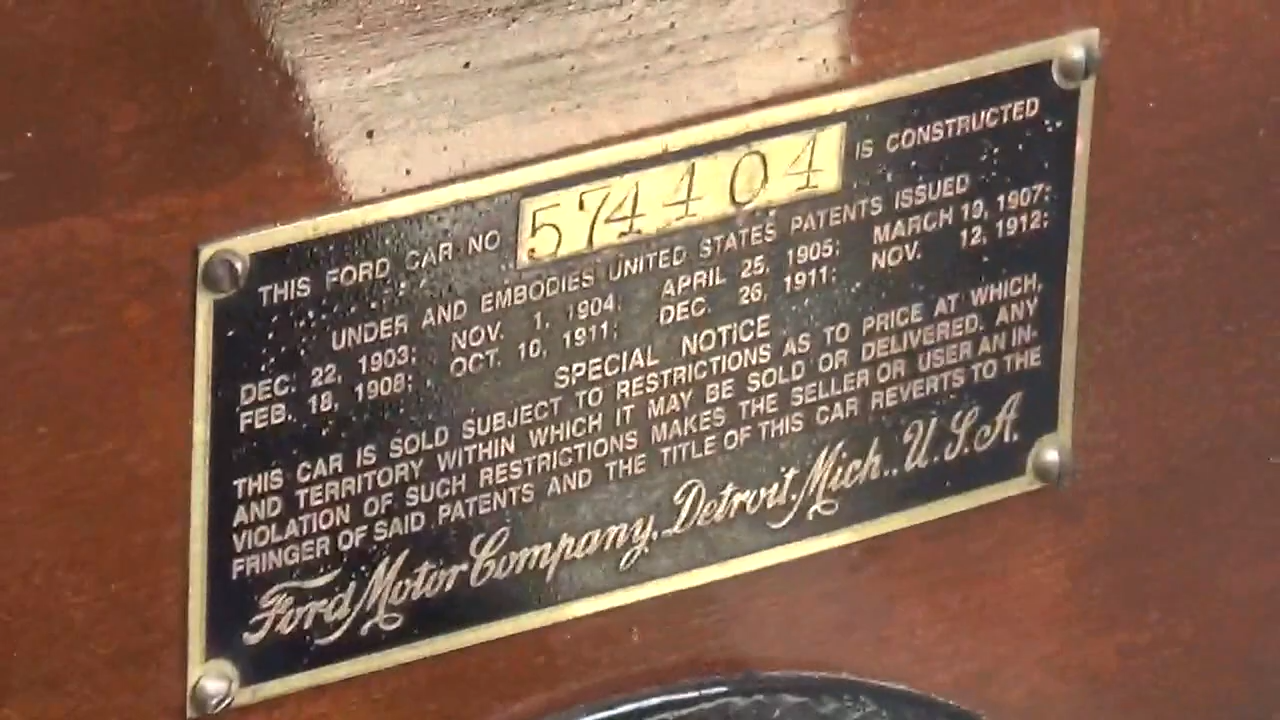 THIS FORD CAR NO 574404 IS CONSTRUCTED
UNDER AND EMBODIES UNITED STATES PATENTS ISSUED
DEC. 22, 1903; NOV. 1, 1904; APRIL 25, 1905; MARCH 19, 1907;
FEB. 18, 1908; OCT. 10, 1911; DEC. 26, 1911; NOV. 12, 1912;
SPECIAL NOTICE
THIS CAR IS SOLD SUBJECT TO RESTRICTIONS AS TO PRICE AT WHICH,
AND TERRITORY WITHIN WHICH IT MAY BE SOLD OR DELIVERED. ANY
VIOLATION OF SUCH RESTRICTIONS MAKES THE SELLER OR USER AN IN-
FRINGER OF SAID PATENTS AND THE TITLE OF THIS CAR REVERTS TO THE
Ford Motor Company, Detroit, Mich., U.S.A.